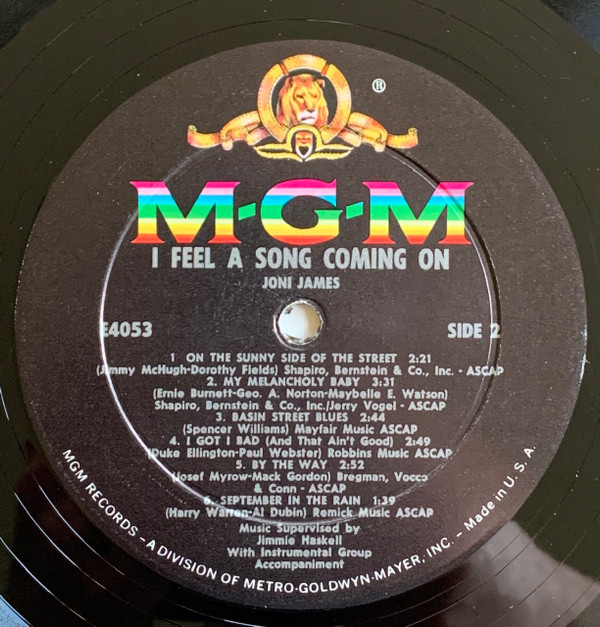 ®
M-G-M
I FEEL A SONG COMING ON
JONI JAMES
E4053
SIDE 2
1 ON THE SUNNY SIDE OF THE STREET 2:21
(Jimmy McHugh-Dorothy Fields) Shapiro, Bernstein & Co., Inc. - ASCAP
2. MY MELANCHOLY BABY 3:31
(Ernie Burnett-Geo. A. Norton-Maybelle E. Watson)
Shapiro, Bernstein & Co., Inc./Jerry Vogel - ASCAP
3. BASIN STREET BLUES 2:44
(Spencer Williams) Mayfair Music ASCAP
4. I GOT I BAD (And That Ain't Good) 2:49
(Duke Ellington-Paul Webster) Robbins Music ASCAP
5. BY THE WAY 2:52
(Josef Myrow-Mack Gordon) Bregman, Vocco
& Conn - ASCAP
6. SEPTEMBER IN THE RAIN 1:39
(Harry Warren-Al Dubin) Remick Music ASCAP
Music Supervised by
Jimmie Haskell
With Instrumental Group
Accompaniment
MGM RECORDS - A DIVISION OF METRO-GOLDWYN-MAYER, INC. - Made in U.S.A.